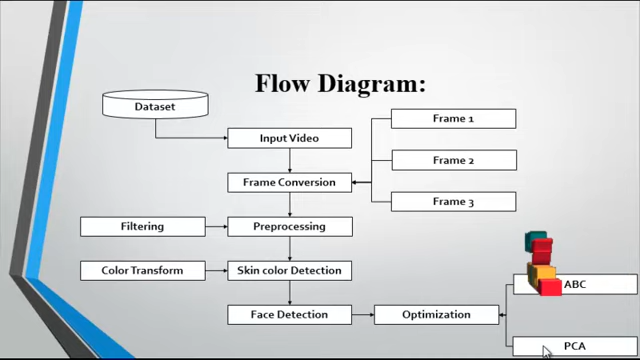 Flow Diagram:
Dataset
Input Video
Frame 1
Frame Conversion
Frame 2
Frame 3
Filtering
Preprocessing
Color Transform
Skin color Detection
ABC
Face Detection
Optimization
PCA